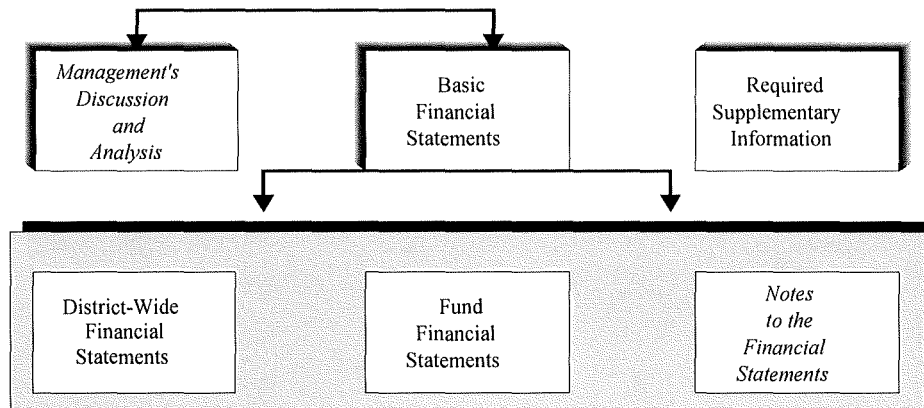 Management's
Discussion
and
Analysis
Basic
Financial
Statements
Required
Supplementary
Information
District-Wide
Financial
Statements
Fund
Financial
Statements
Notes
to the
Financial
Statements